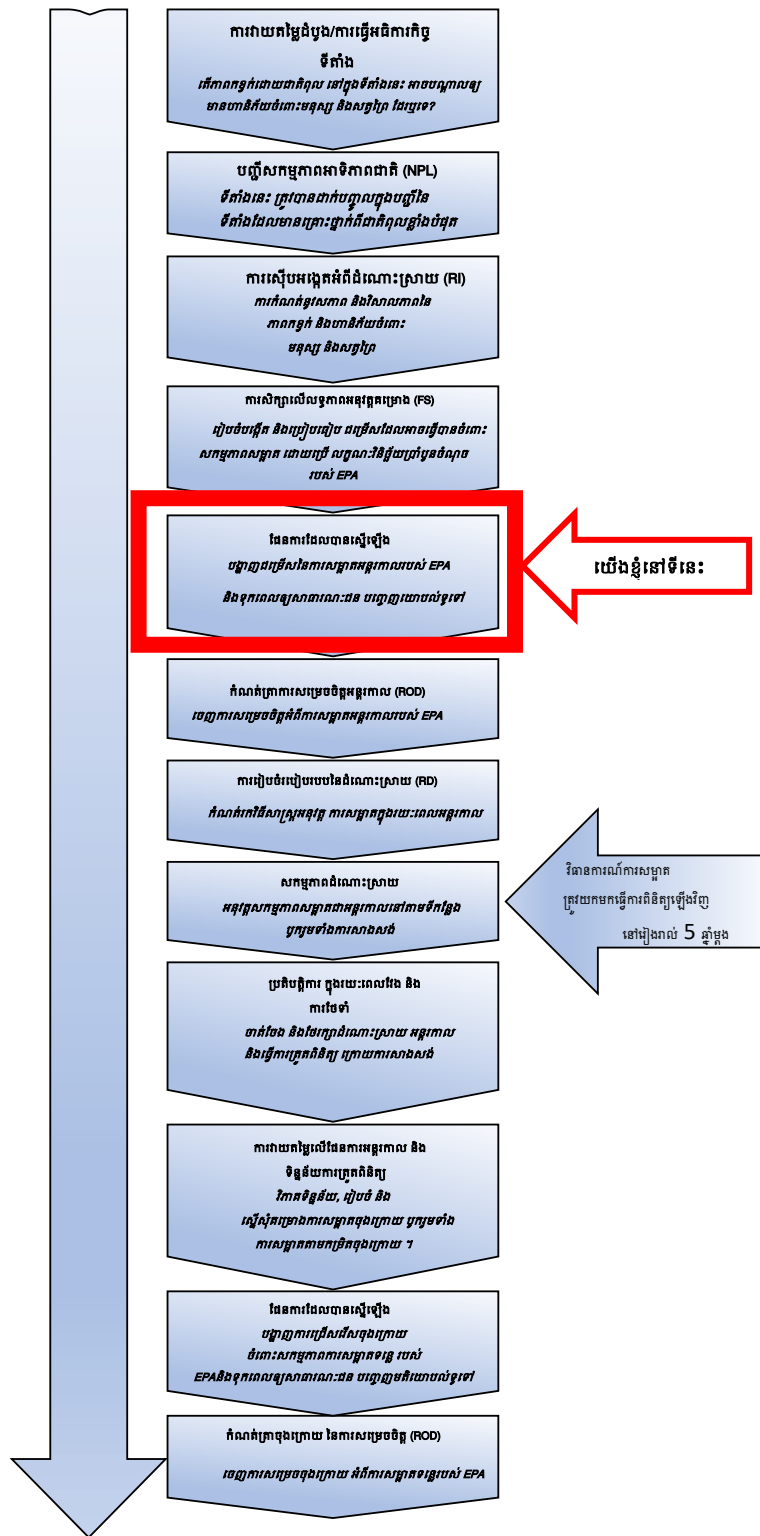 ការវាយតម្លៃដំបូង/ការធ្វើអធិការកិច្ច
ទីតាំង
តើភាពកខ្វក់ដោយជាតិពុល នៅក្នុងទីតាំងនេះ អាចបណ្តាលឲ្យ
មានហានិភ័យចំពោះមនុស្ស និងសត្វព្រៃ ដែរឬទេ?
បញ្ជីសកម្មភាពអាទិភាពជាតិ (NPL)
ទីតាំងនេះ ត្រូវបានដាក់បញ្ចូលក្នុងបញ្ជីនៃ
ទីតាំងដែលមានគ្រោះថ្នាក់ពីជាតិពុលខ្លាំងបំផុត
ការស៊ើបអង្កេតអំពីដំណោះស្រាយ (RI)
ការកំណត់នូវសភាព និងវិសាលភាពនៃ
ភាពកខ្វក់ និងហានិភ័យចំពោះ
មនុស្ស និងសត្វព្រៃ
ការសិក្សាលើលទ្ធភាពអនុវត្តគម្រោង (FS)
រៀបចំបង្កើត និងប្រៀបធៀប ជម្រើសដែលអាចធ្វើបានចំពោះ
សកម្មភាពសម្អាត ដោយប្រើ លក្ខណៈវិនិច្ឆ័យប្រាំបួនចំណុច
របស់ EPA
ផែនការដែលបានស្នើឡើង
បង្ហាញជម្រើសនៃការសម្អាតអន្តរកាលរបស់ EPA
និងទុកពេលឲ្យសាធារណៈជន បញ្ចេញយោបល់ទូទៅ
យើងខ្ញុំនៅទីនេះ
កំណត់ត្រាការសម្រេចចិត្តអន្តរកាល (ROD)
ចេញការសម្រេចចិត្តអំពីការសម្អាតអន្តរកាលរបស់ EPA
ការរៀបចំរបៀបរបបនៃដំណោះស្រាយ (RD)
កំណត់រកវិធីសាស្ត្រអនុវត្ត ការសម្អាតក្នុងរយៈពេលអន្តរកាល
សកម្មភាពដំណោះស្រាយ
អនុវត្តសកម្មភាពសម្អាតជាអន្តរកាលនៅតាមទីកន្លែង
បូករួមទាំងការសាងសង់
វិធានការណ៍ការសម្អាត
ត្រូវយកមកធ្វើការពិនិត្យឡើងវិញ
នៅរៀងរាល់ 5 ឆ្នាំម្តង
ប្រតិបត្តិការ ក្នុងរយៈពេលវែង និង
ការថែទាំ
ចាត់ចែង និងថែរក្សាដំណោះស្រាយ អន្តរកាល
និងធ្វើការត្រួតពិនិត្យ ក្រោយការសាងសង់
ការវាយតម្លៃលើផែនការអន្តរកាល និង
ទិន្នន័យការត្រួតពិនិត្យ
វិភាគទិន្នន័យ, រៀបចំ និង
ស្នើសុំគម្រោងការសម្អាតចុងក្រោយ បូករួមទាំង
ការសម្អាតតាមកម្រិតចុងក្រោយ ។
ផែនការដែលបានស្នើឡើង
បង្ហាញការជ្រើសរើសចុងក្រោយ
ចំពោះសកម្មភាពការសម្អាតទន្លេ របស់
EPAនិងទុកពេលឲ្យសាធារណៈជន បញ្ចេញមតិយោបល់ទូទៅ
កំណត់ត្រាចុងក្រោយ នៃការសម្រេចចិត្ត (ROD)
ចេញការសម្រេចចុងក្រោយ អំពីការសម្អាតទន្លេរបស់ EPA